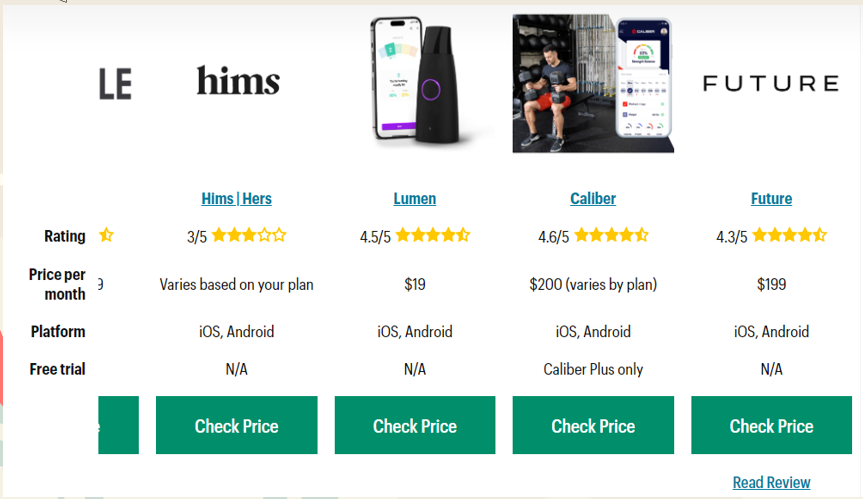 LE
hims
CALIBER
FUTURE
Hims | Hers
Lumen
Caliber
Future
Rating
3/5
4.5/5
4.6/5
4.3/5
Price per
month
9
Varies based on your plan
$19
$200 (varies by plan)
$199
Platform
iOS, Android
iOS, Android
iOS, Android
iOS, Android
Free trial
N/A
N/A
Caliber Plus only
N/A
Check Price
Check Price
Check Price
Check Price
Read Review